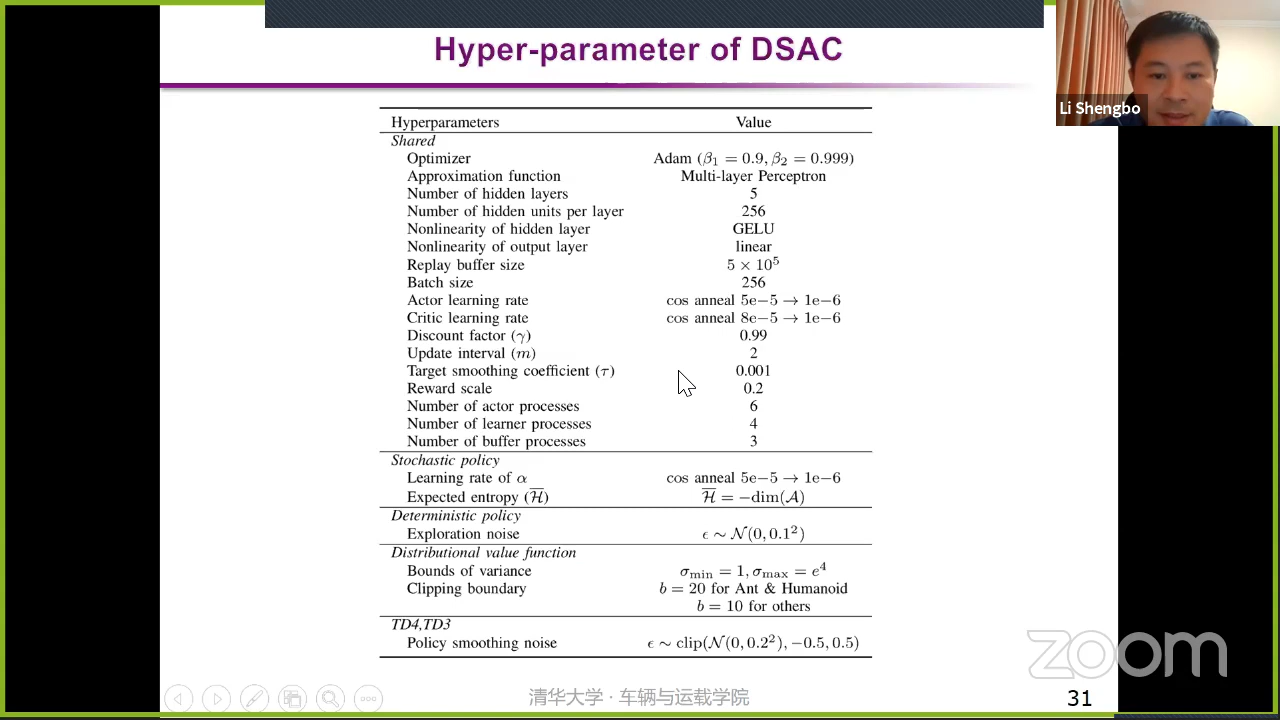 Hyper-parameter of DSAC
Li Shengbo
Hyperparameters Value
Shared
Optimizer Adam (β₁ = 0.9, β₂ = 0.999)
Approximation function Multi-layer Perceptron
Number of hidden layers 5
Number of hidden units per layer 256
Nonlinearity of hidden layer GELU
Nonlinearity of output layer linear
Replay buffer size 5 × 10⁵
Batch size 256
Actor learning rate cos anneal 5e−5 → 1e−6
Critic learning rate cos anneal 8e−5 → 1e−6
Discount factor (γ) 0.99
Update interval (m) 2
Target smoothing coefficient (τ) 0.001
Reward scale 0.2
Number of actor processes 6
Number of learner processes 4
Number of buffer processes 3
Stochastic policy
Learning rate of α cos anneal 5e−5 → 1e−6
Expected entropy (H̅) H̅ = −dim(A)
Deterministic policy
Exploration noise ϵ ∼ N(0, 0.1²)
Distributional value function
Bounds of variance σmin = 1, σmax = e⁴
Clipping boundary b = 20 for Ant & Humanoid
b = 10 for others
TD4,TD3
Policy smoothing noise ϵ ∼ clip(N(0, 0.2²), −0.5, 0.5)
zoom
清华大学 · 车辆与运载学院
31